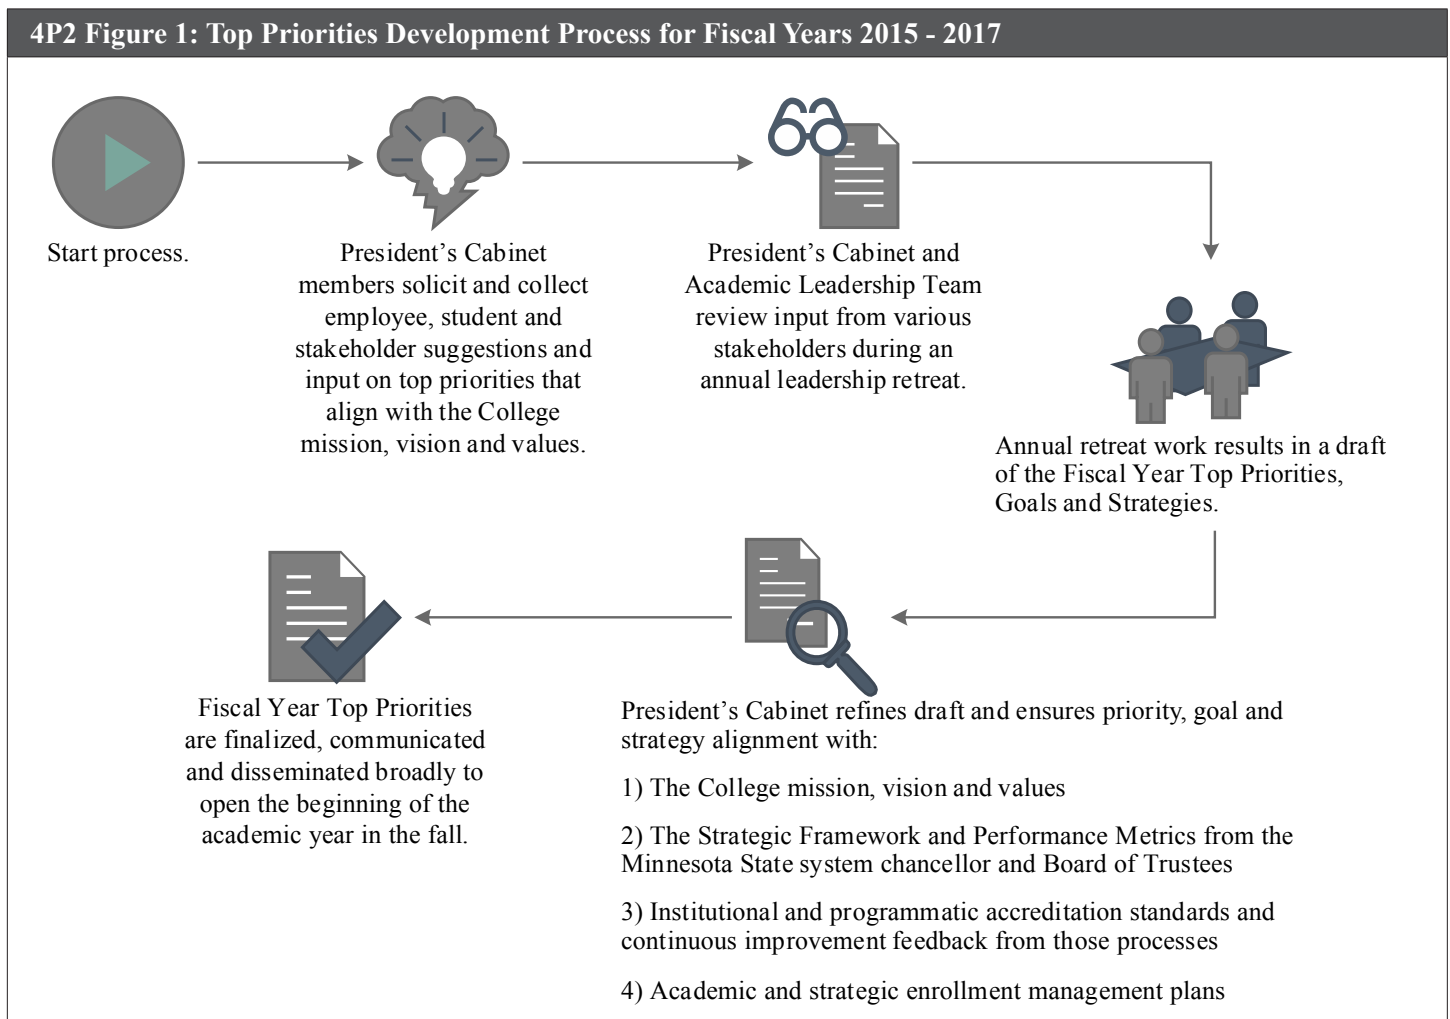 4P2 Figure 1: Top Priorities Development Process for Fiscal Years 2015 - 2017
Start process.
President’s Cabinet
members solicit and collect
employee, student and
stakeholder suggestions and
input on top priorities that
align with the College
mission, vision and values.
President’s Cabinet and
Academic Leadership Team
review input from various
stakeholders during an
annual leadership retreat.
Annual retreat work results in a draft
of the Fiscal Year Top Priorities,
Goals and Strategies.
President’s Cabinet refines draft and ensures priority, goal and
strategy alignment with:
1) The College mission, vision and values
2) The Strategic Framework and Performance Metrics from the
Minnesota State system chancellor and Board of Trustees
3) Institutional and programmatic accreditation standards and
continuous improvement feedback from those processes
4) Academic and strategic enrollment management plans
Fiscal Year Top Priorities
are finalized, communicated
and disseminated broadly to
open the beginning of the
academic year in the fall.